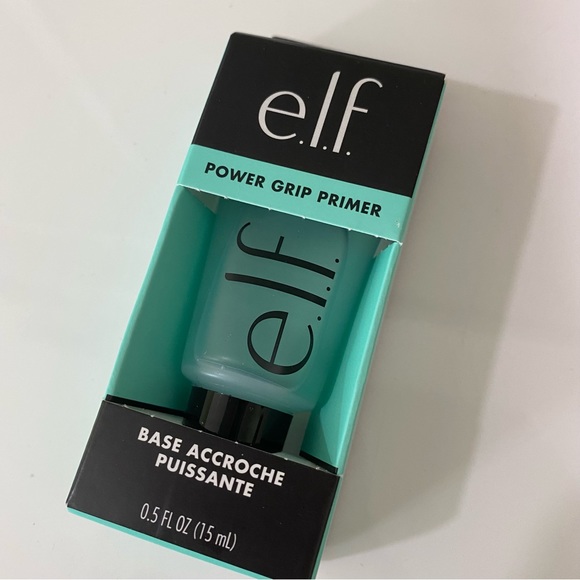 e.l.f.
POWER GRIP PRIMER
e.l.f.
BASE ACCROCHE
PUISSANTE
0.5 FL OZ (15 mL)